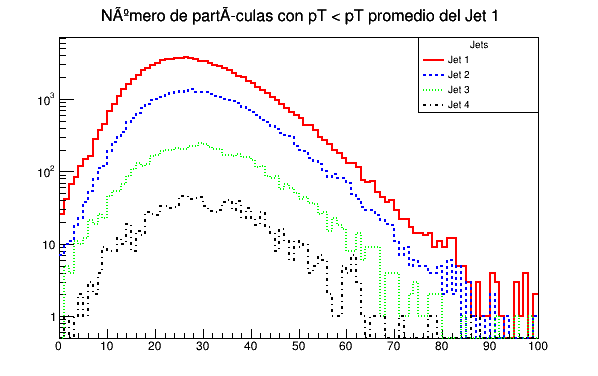 NÃºmero de partÃ-culas con pT < pT promedio del Jet 1
Jets
Jet 1
Jet 2
Jet 3
Jet 4
10³
10²
10
1
0 10 20 30 40 50 60 70 80 90 100